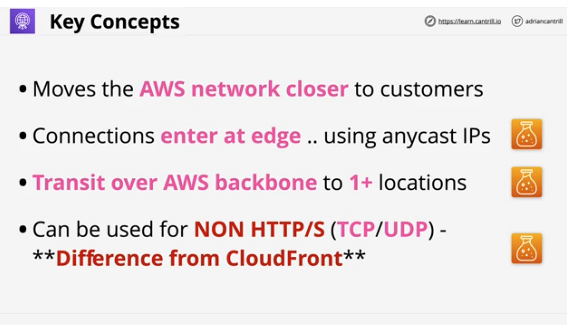 Key Concepts
https://learn.cantrill.io
adriancantrill
• Moves the AWS network closer to customers
• Connections enter at edge .. using anycast IPs
• Transit over AWS backbone to 1+ locations
• Can be used for NON HTTP/S (TCP/UDP) -
**Difference from CloudFront**